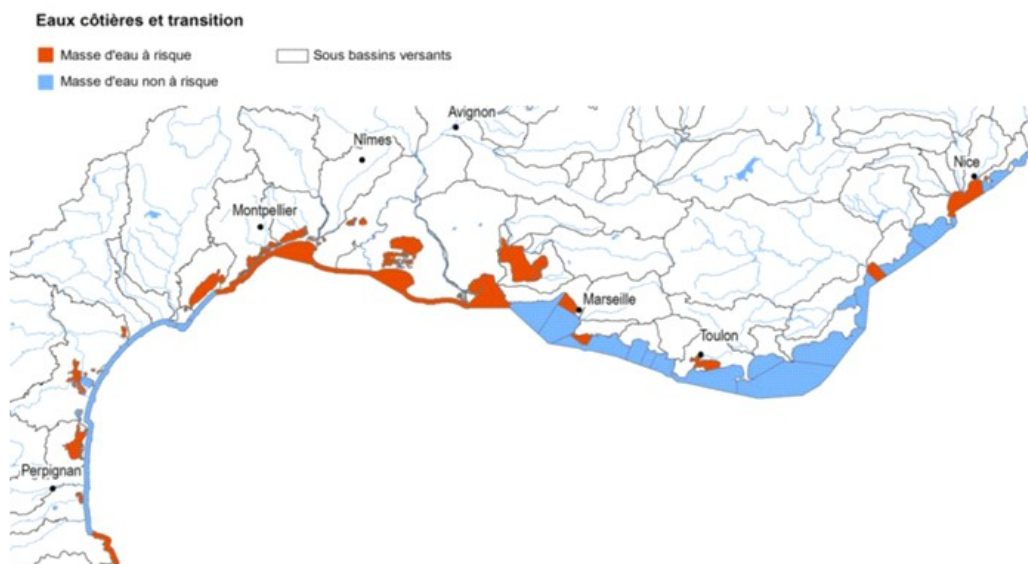 Eaux côtières et transition
Masse d'eau à risque
Sous bassins versants
Masse d'eau non à risque
Avignon
Nîmes
Nice
Montpellier
Marseille
Toulon
Perpignan